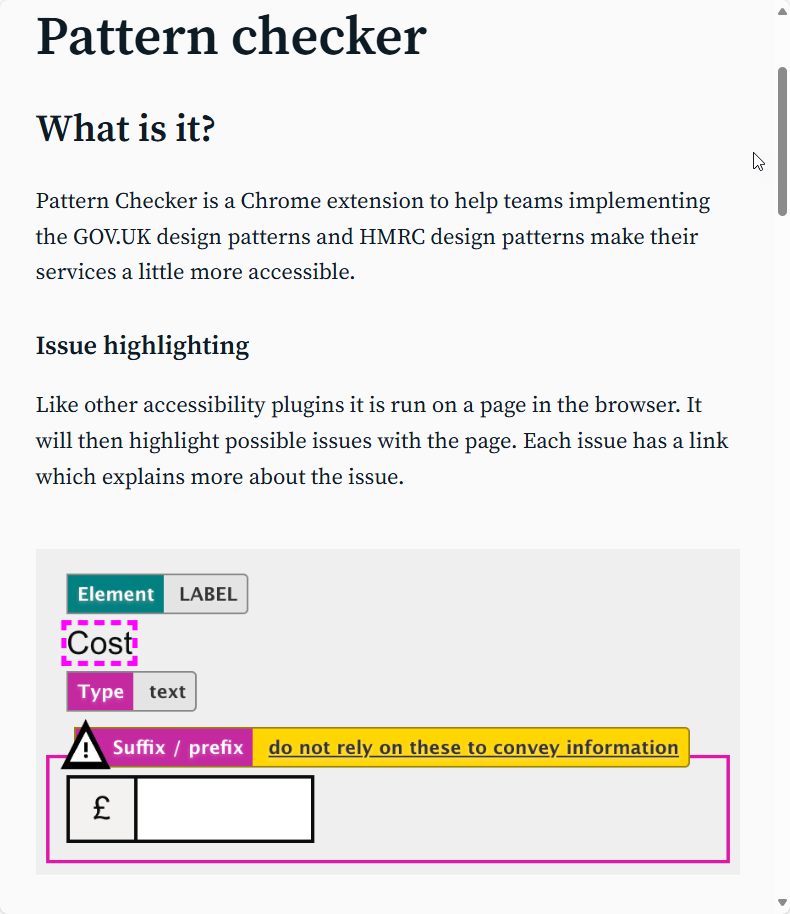 Pattern checker
What is it?
Pattern Checker is a Chrome extension to help teams implementing
the GOV.UK design patterns and HMRC design patterns make their
services a little more accessible.
Issue highlighting
Like other accessibility plugins it is run on a page in the browser. It
will then highlight possible issues with the page. Each issue has a link
which explains more about the issue.
Element LABEL
Cost
Type text
! Suffix / prefix do not rely on these to convey information
£